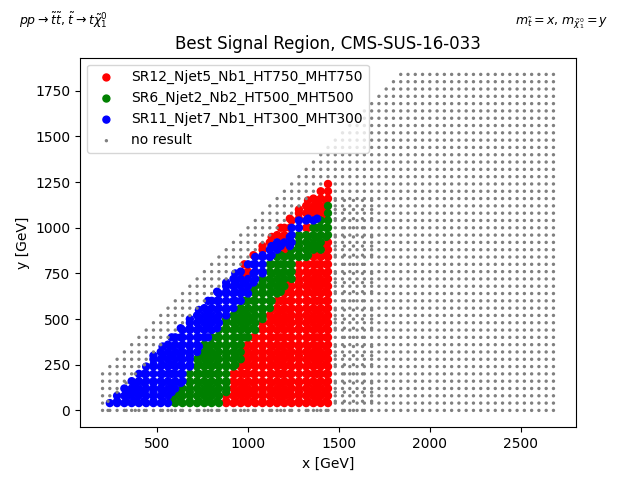 pp → t̃t̃, t̃ → tχ̃⁰₁
m_t̃ = x, m_χ̃⁰₁ = y
Best Signal Region, CMS-SUS-16-033
SR12_Njet5_Nb1_HT750_MHT750
SR6_Njet2_Nb2_HT500_MHT500
SR11_Njet7_Nb1_HT300_MHT300
no result
y [GeV]
1750
1500
1250
1000
750
500
250
0
500
1000
1500
2000
2500
x [GeV]